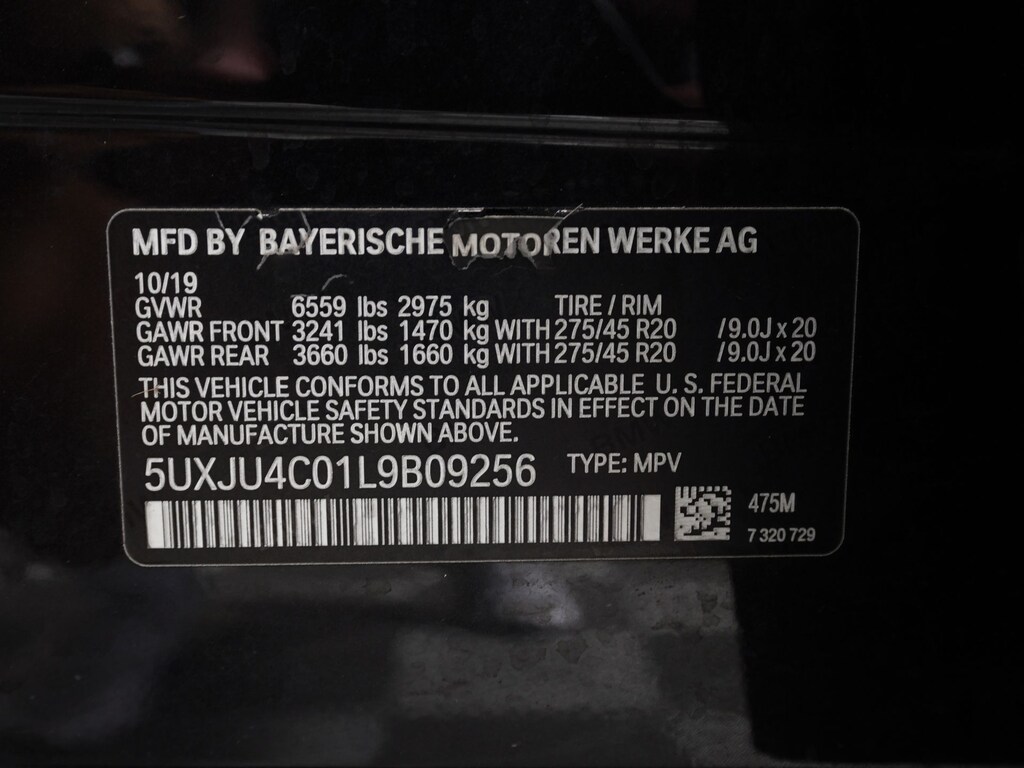 MFD BY BAYERISCHE MOTOREN WERKE AG
10/19
GVWR 6559 lbs 2975 kg TIRE / RIM
GAWR FRONT 3241 lbs 1470 kg WITH 275/45 R20 /9.0J x 20
GAWR REAR 3660 lbs 1660 kg WITH 275/45 R20 /9.0J x 20
THIS VEHICLE CONFORMS TO ALL APPLICABLE U. S. FEDERAL
MOTOR VEHICLE SAFETY STANDARDS IN EFFECT ON THE DATE
OF MANUFACTURE SHOWN ABOVE.
5UXJU4C01L9B09256 TYPE: MPV
475M
7 320 729